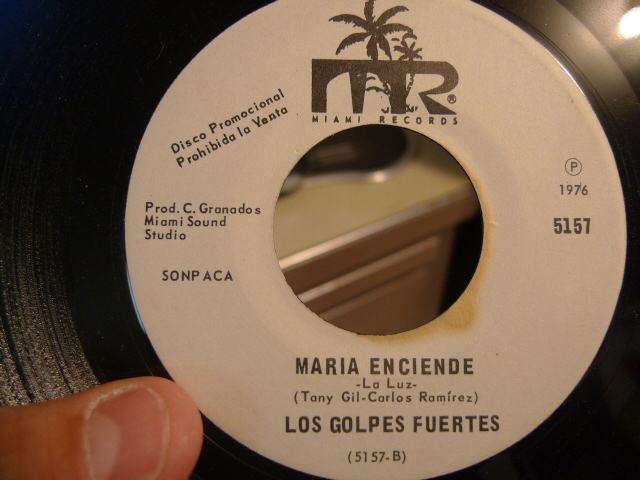 MR®
MIAMI RECORDS
Disco Promocional
Prohibida la Venta
Ⓟ
1976
5157
Prod. C. Granados
Miami Sound
Studio
SONPACA
MARIA ENCIENDE
-La Luz-
(Tany Gil-Carlos Ramírez)
LOS GOLPES FUERTES
(5157-B)